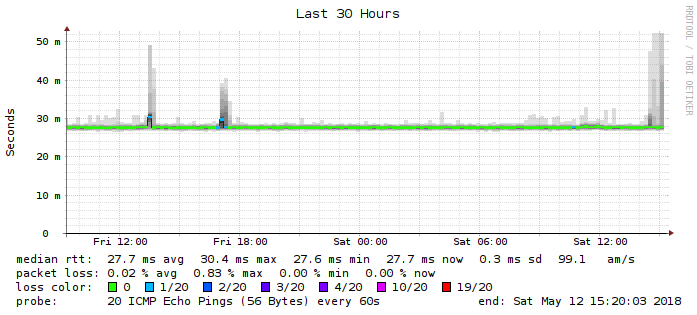 Last 30 Hours
RRDTOOL / TOBI OETIKER
Seconds
50 m
40 m
30 m
20 m
10 m
0
Fri 12:00 Fri 18:00 Sat 00:00 Sat 06:00 Sat 12:00
median rtt: 27.7 ms avg 30.4 ms max 27.6 ms min 27.7 ms now 0.3 ms sd 99.1 am/s
packet loss: 0.02 % avg 0.83 % max 0.00 % min 0.00 % now
loss color: 0 1/20 2/20 3/20 4/20 10/20 19/20
probe: 20 ICMP Echo Pings (56 Bytes) every 60s end: Sat May 12 15:20:03 2018